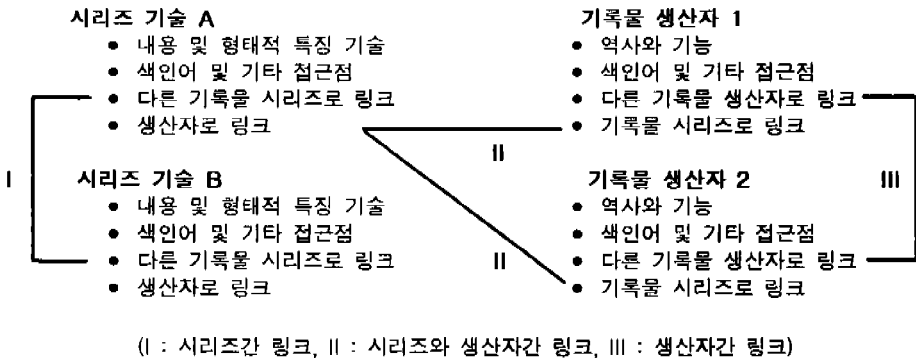 시리즈 기술 A
● 내용 및 형태적 특징 기술
● 색인어 및 기타 접근점
● 다른 기록물 시리즈로 링크
● 생산자로 링크
기록물 생산자 1
● 역사와 기능
● 색인어 및 기타 접근점
● 다른 기록물 생산자로 링크
● 기록물 시리즈로 링크
II
I
시리즈 기술 B
● 내용 및 형태적 특징 기술
● 색인어 및 기타 접근점
● 다른 기록물 시리즈로 링크
● 생산자로 링크
II
기록물 생산자 2
● 역사와 기능
● 색인어 및 기타 접근점
● 다른 기록물 생산자로 링크
● 기록물 시리즈로 링크
III
(I : 시리즈간 링크, II : 시리즈와 생산자간 링크, III : 생산자간 링크)